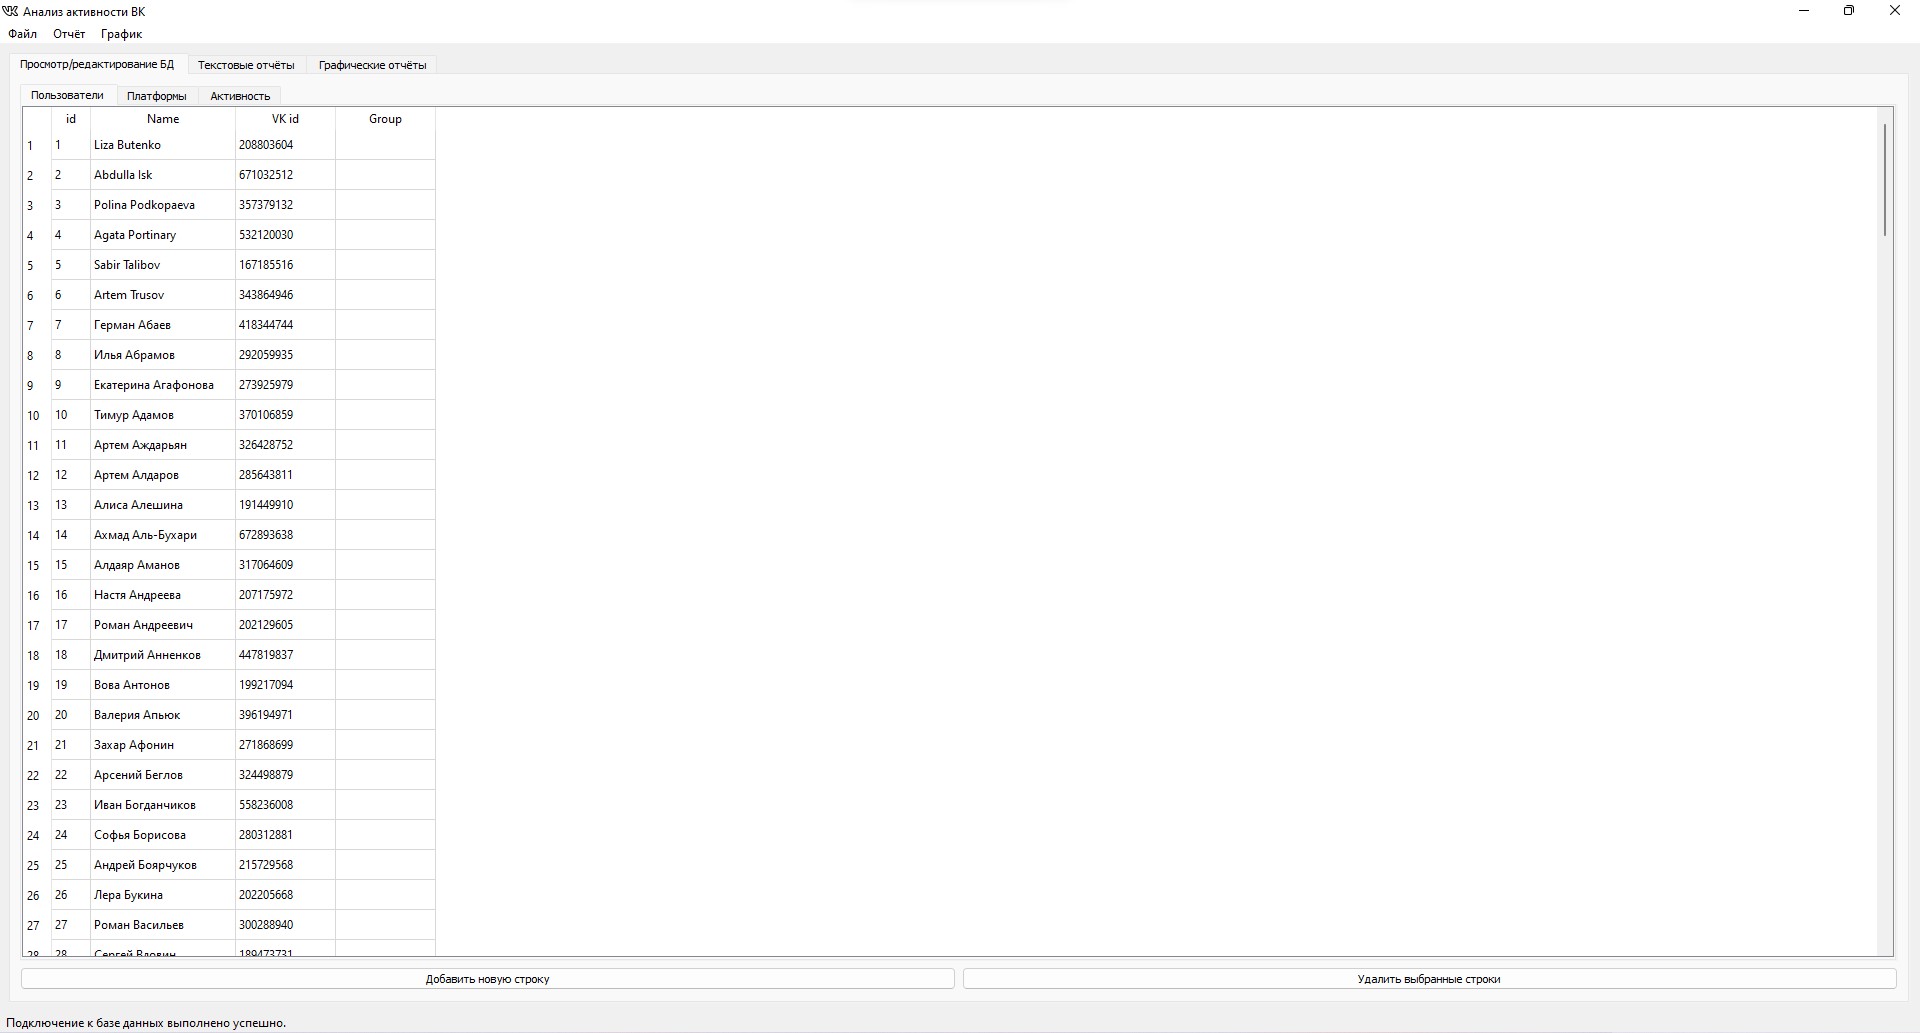 Анализ активности ВК
Файл Отчёт График
Просмотр/редактирование БД Текстовые отчёты Графические отчёты
Пользователи Платформы Активность
id Name VK id Group
1 1 Liza Butenko 208803604
2 2 Abdulla Isk 671032512
3 3 Polina Podkopaeva 357379132
4 4 Agata Portinary 532120030
5 5 Sabir Talibov 167185516
6 6 Artem Trusov 343864946
7 7 Герман Абаев 418344744
8 8 Илья Абрамов 292059935
9 9 Екатерина Агафонова 273925979
10 10 Тимур Адамов 370106859
11 11 Артем Аждарьян 326428752
12 12 Артем Алдаров 285643811
13 13 Алиса Алешина 191449910
14 14 Ахмад Аль-Бухари 672893638
15 15 Алдаяр Аманов 317064609
16 16 Настя Андреева 207175972
17 17 Роман Андреевич 202129605
18 18 Дмитрий Анненков 447819837
19 19 Вова Антонов 199217094
20 20 Валерия Апьюк 396194971
21 21 Захар Афонин 271868699
22 22 Арсений Беглов 324498879
23 23 Иван Богданчиков 558236008
24 24 Софья Борисова 280312881
25 25 Андрей Боярчуков 215729568
26 26 Лера Букина 202205668
27 27 Роман Васильев 300288940
28 28 Сергей Вдовин 189473731
Добавить новую строку Удалить выбранные строки
Подключение к базе данных выполнено успешно.